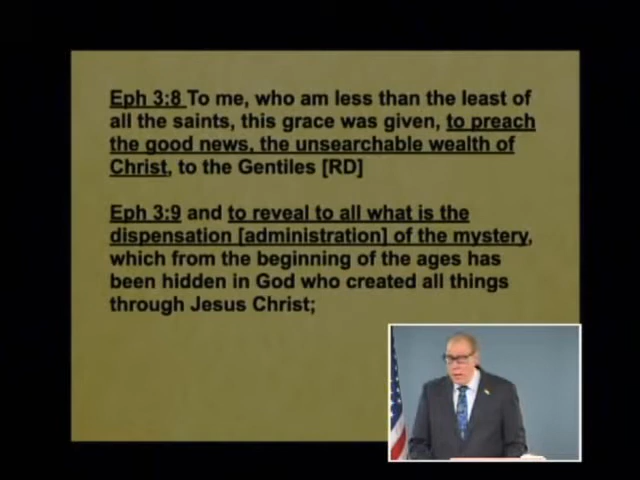 Eph 3:8 To me, who am less than the least of
all the saints, this grace was given, to preach
the good news, the unsearchable wealth of
Christ, to the Gentiles [RD]
Eph 3:9 and to reveal to all what is the
dispensation [administration] of the mystery,
which from the beginning of the ages has
been hidden in God who created all things
through Jesus Christ;